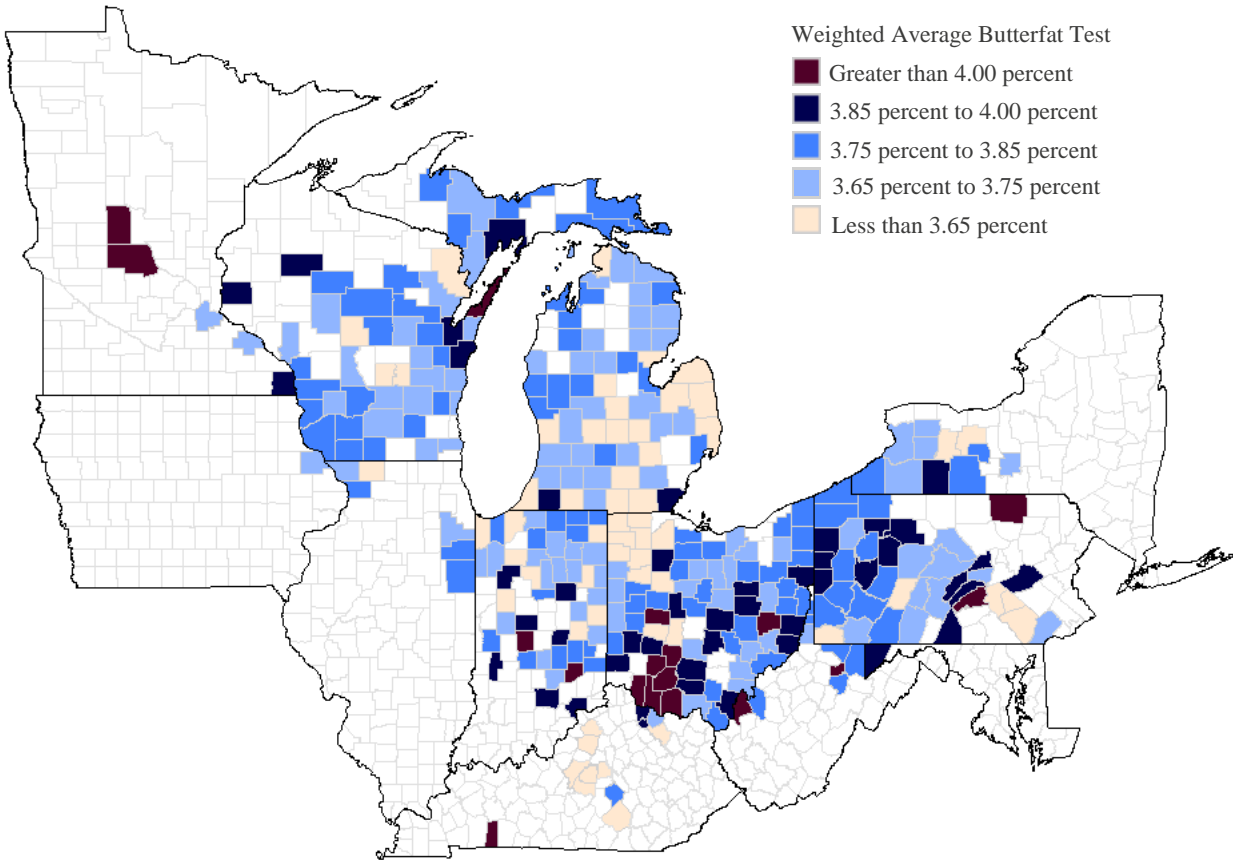 Weighted Average Butterfat Test
Greater than 4.00 percent
3.85 percent to 4.00 percent
3.75 percent to 3.85 percent
3.65 percent to 3.75 percent
Less than 3.65 percent